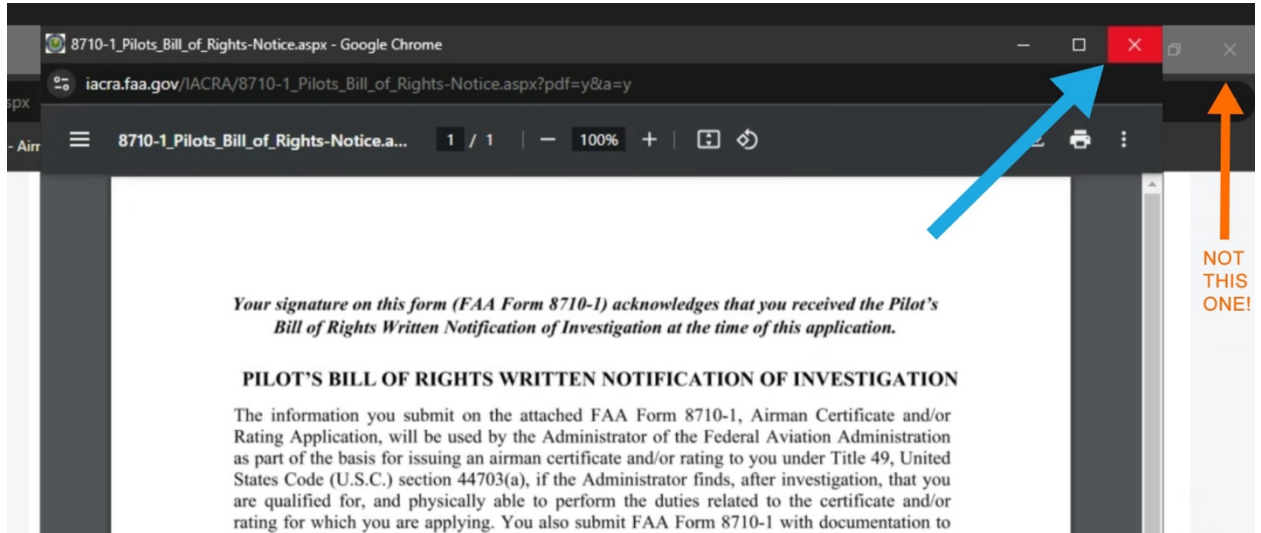 8710-1_Pilots_Bill_of_Rights-Notice.aspx - Google Chrome
iacra.faa.gov/IACRA/8710-1_Pilots_Bill_of_Rights-Notice.aspx?pdf=y&a=y
spx
- Airr
8710-1_Pilots_Bill_of_Rights-Notice.a... 1 / 1 100%
NOT
THIS
ONE!
Your signature on this form (FAA Form 8710-1) acknowledges that you received the Pilot's
Bill of Rights Written Notification of Investigation at the time of this application.
PILOT'S BILL OF RIGHTS WRITTEN NOTIFICATION OF INVESTIGATION
The information you submit on the attached FAA Form 8710-1, Airman Certificate and/or
Rating Application, will be used by the Administrator of the Federal Aviation Administration
as part of the basis for issuing an airman certificate and/or rating to you under Title 49, United
States Code (U.S.C.) section 44703(a), if the Administrator finds, after investigation, that you
are qualified for, and physically able to perform the duties related to the certificate and/or
rating for which you are applying. You also submit FAA Form 8710-1 with documentation to